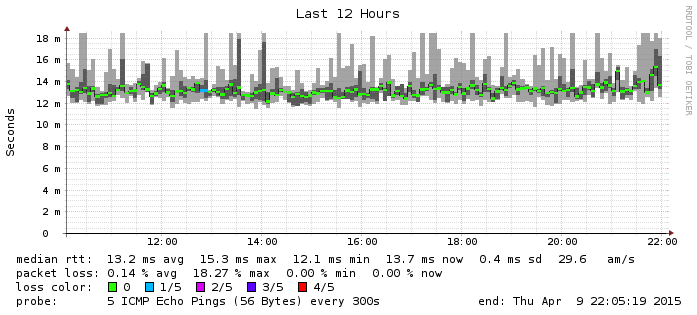 Last 12 Hours
RRDTOOL / TOBI OETIKER
Seconds
18 m
16 m
14 m
12 m
10 m
8 m
6 m
4 m
2 m
0
12:00 14:00 16:00 18:00 20:00 22:00
median rtt: 13.2 ms avg 15.3 ms max 12.1 ms min 13.7 ms now 0.4 ms sd 29.6 am/s
packet loss: 0.14 % avg 18.27 % max 0.00 % min 0.00 % now
loss color: 0 1/5 2/5 3/5 4/5
probe: 5 ICMP Echo Pings (56 Bytes) every 300s end: Thu Apr 9 22:05:19 2015